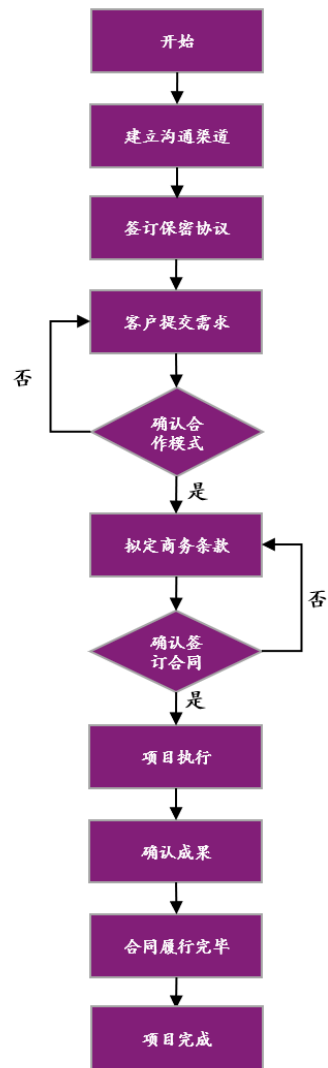 开始
建立沟通渠道
签订保密协议
客户提交需求
否
确认合
作模式
是
拟定商务条款
否
确认签
订合同
是
项目执行
确认成果
合同履行完毕
项目完成